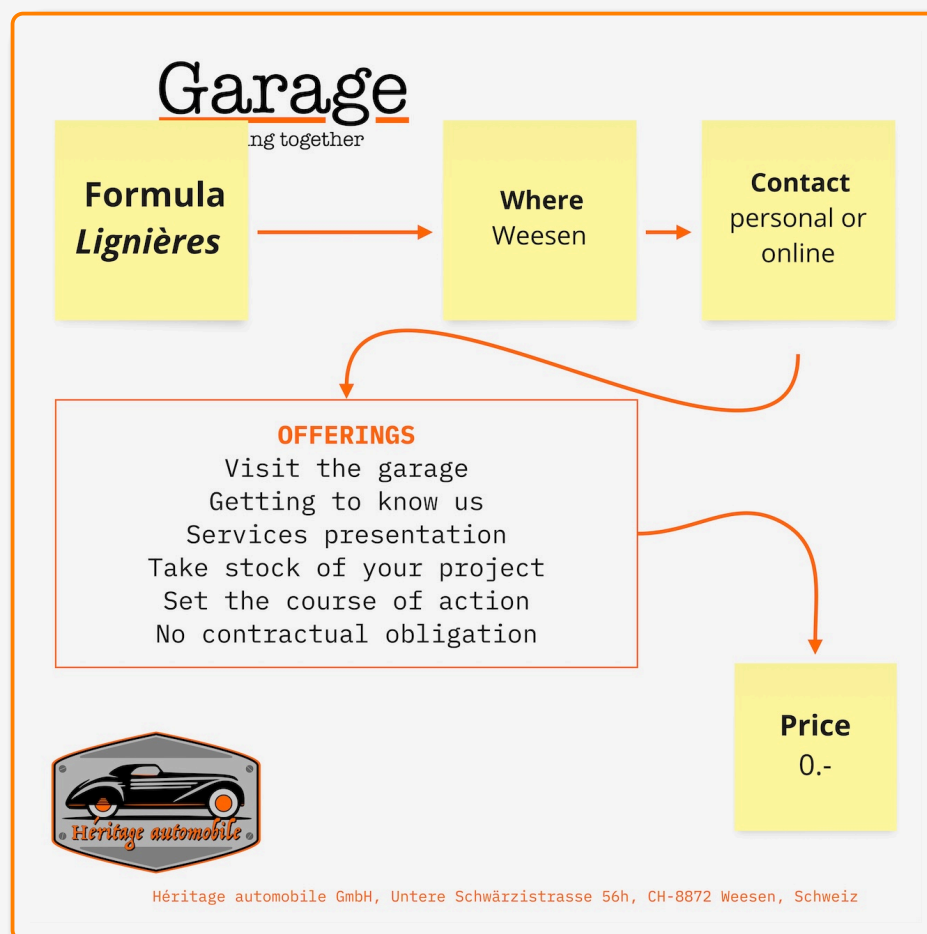 Garage
together
Formula
Lignières
Where
Weesen
Contact
personal or
online
OFFERINGS
Visit the garage
Getting to know us
Services presentation
Take stock of your project
Set the course of action
No contractual obligation
Price
0.-
Héritage automobile
Héritage automobile GmbH, Untere Schwärzistrasse 56h, CH-8872 Weesen, Schweiz